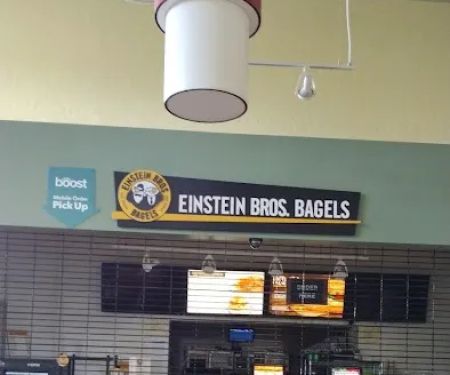 boost
Mobile Order
Pick Up
EINSTEIN BROS.
BAGELS
EINSTEIN BROS. BAGELS
ORDER
HERE